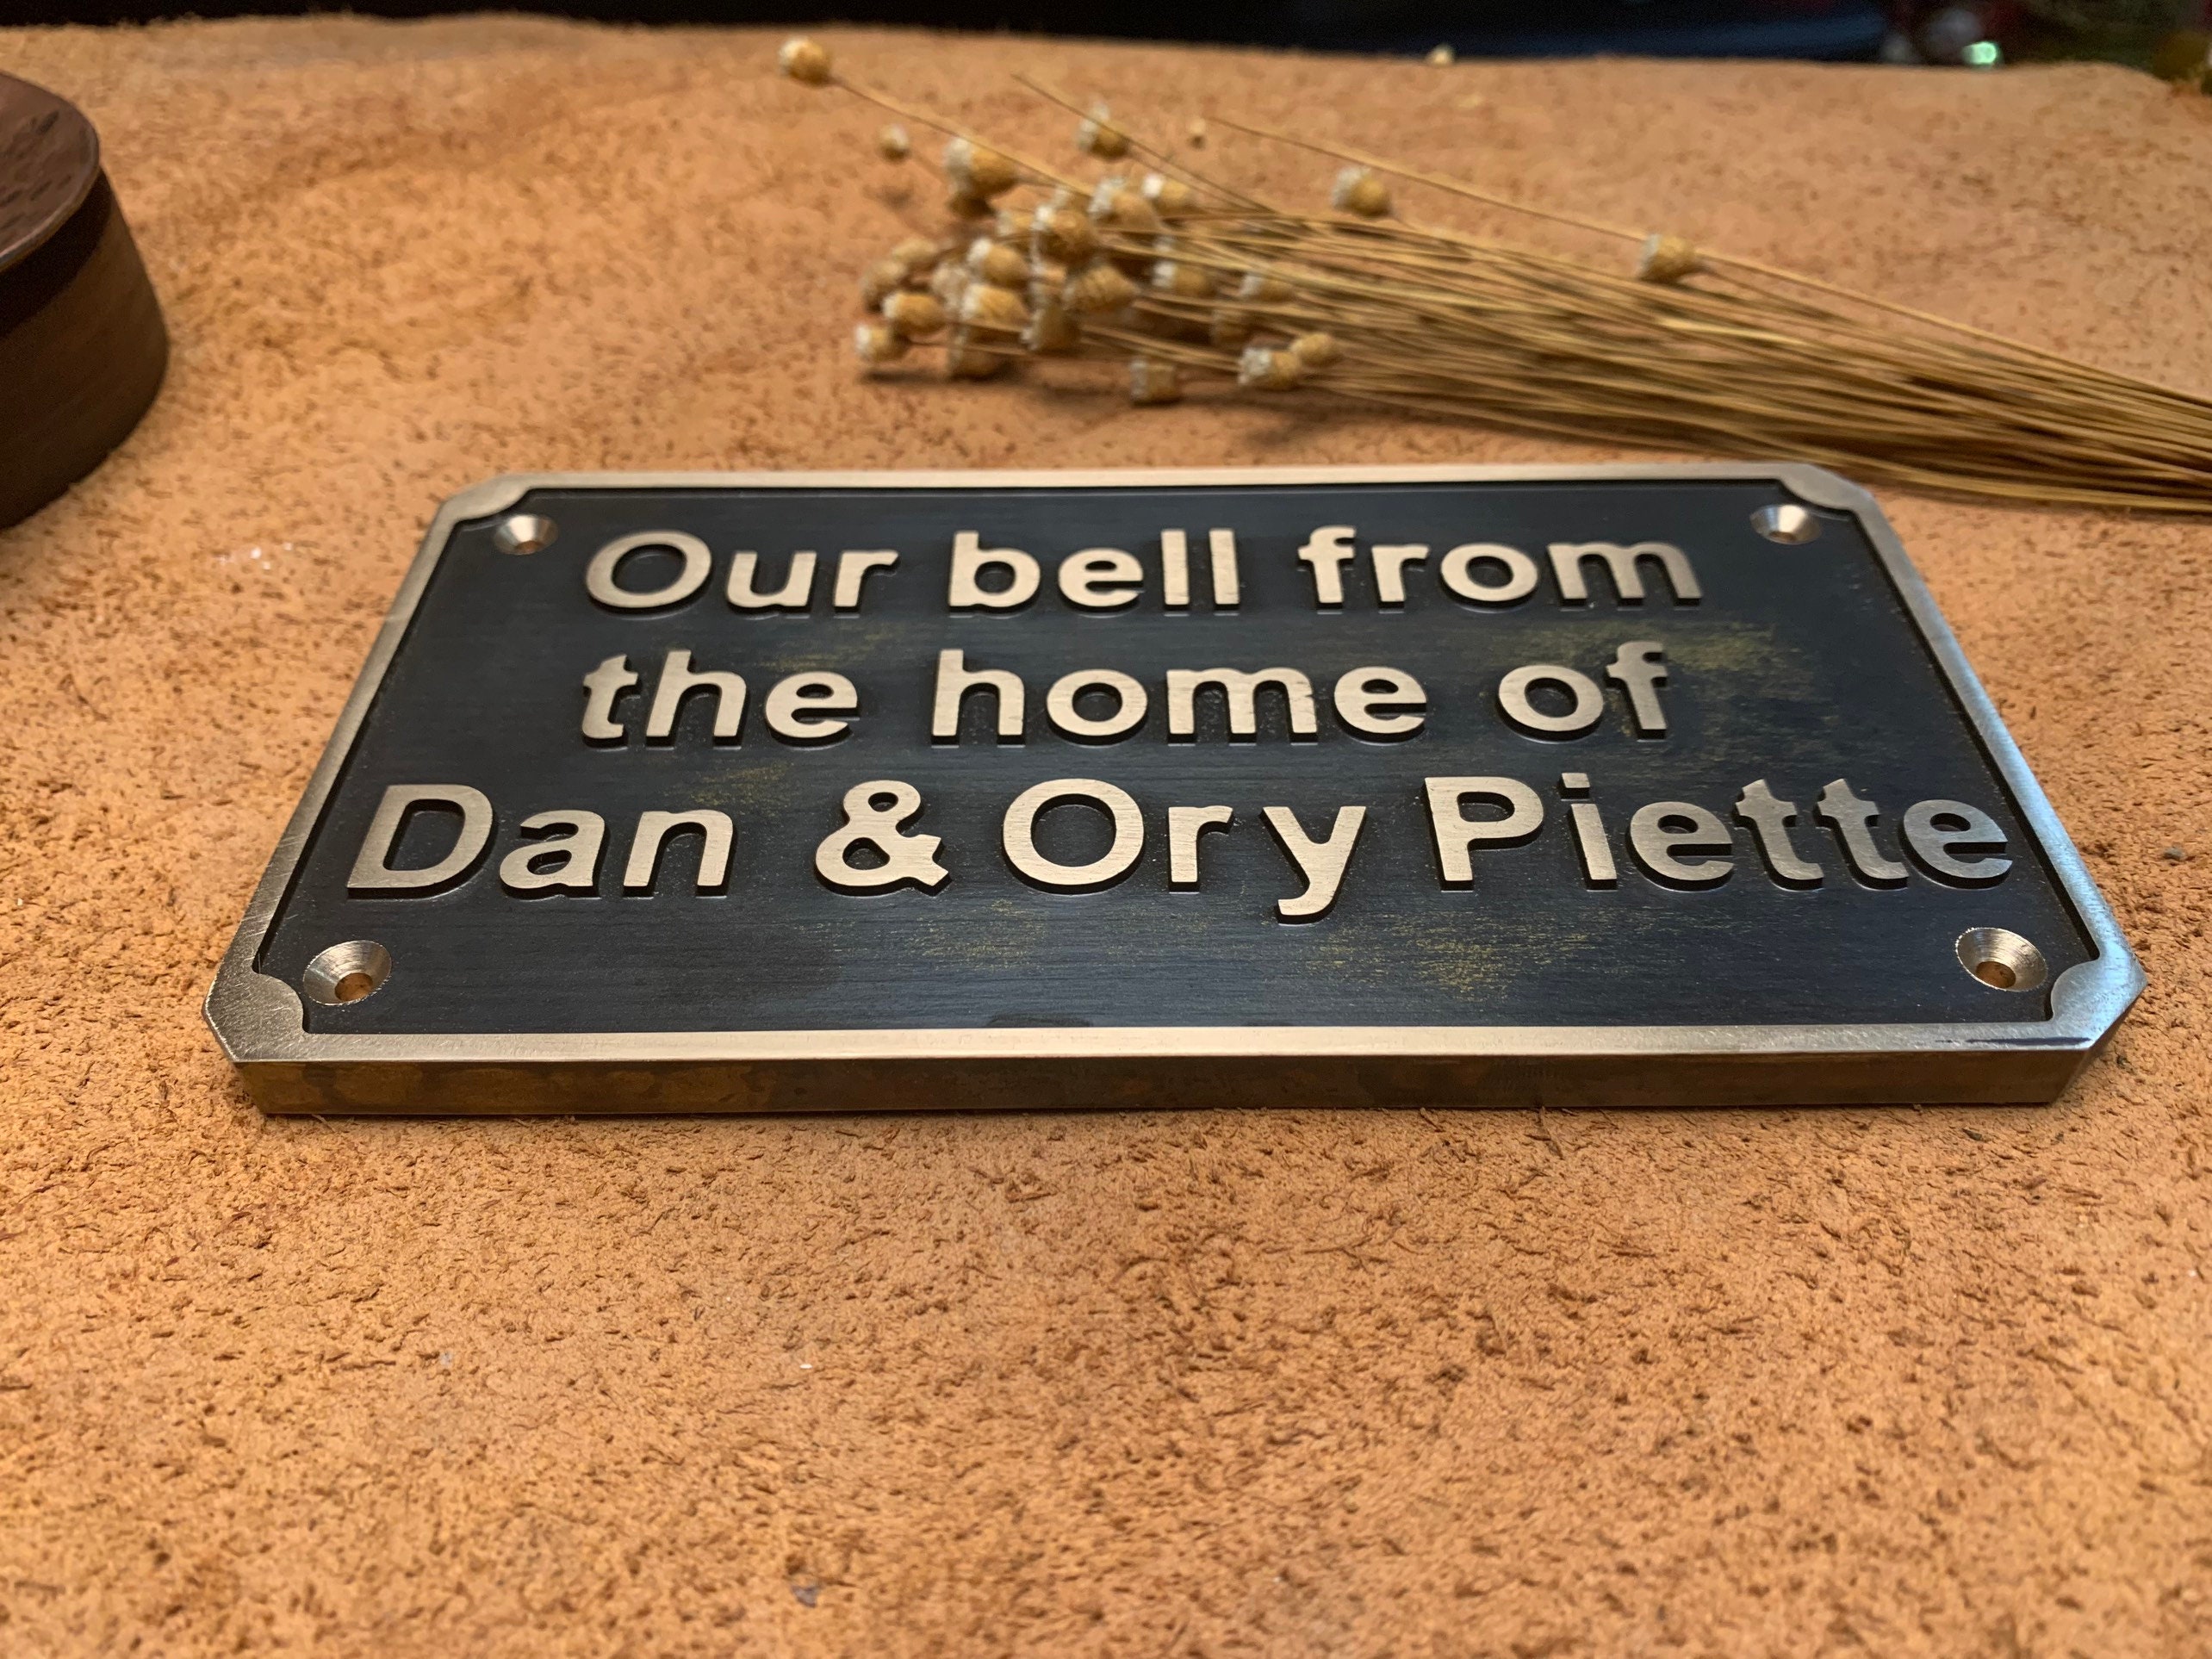 Our bell from
the home of
Dan & Ory Piette